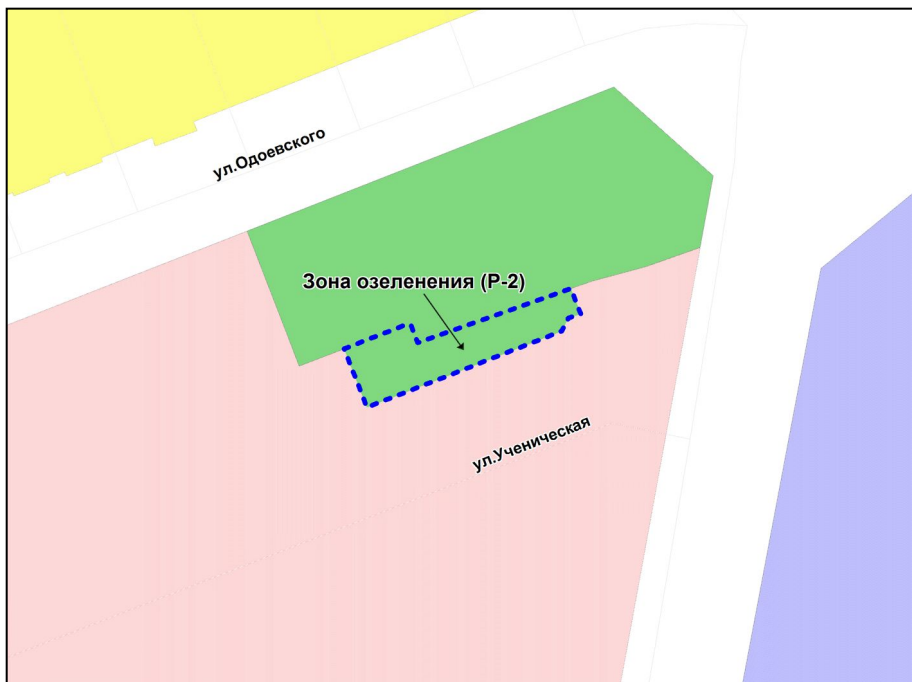 ул.Одоевского
Зона озеленения (Р-2)
ул.Ученическая